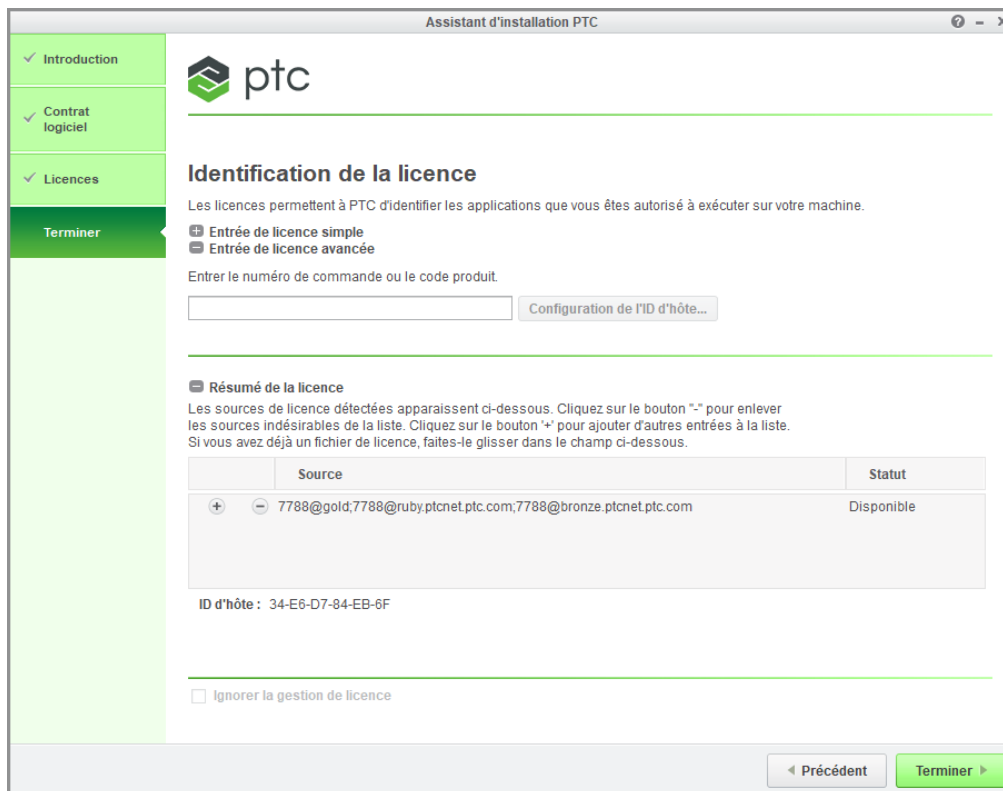 Assistant d'installation PTC
Introduction
Contrat
logiciel
Licences
Terminer
ptc
Identification de la licence
Les licences permettent à PTC d'identifier les applications que vous êtes autorisé à exécuter sur votre machine.
Entrée de licence simple
Entrée de licence avancée
Entrer le numéro de commande ou le code produit.
Configuration de l'ID d'hôte...
Résumé de la licence
Les sources de licence détectées apparaissent ci-dessous. Cliquez sur le bouton "-" pour enlever
les sources indésirables de la liste. Cliquez sur le bouton '+' pour ajouter d'autres entrées à la liste.
Si vous avez déjà un fichier de licence, faites-le glisser dans le champ ci-dessous.
Source Statut
7788@gold;7788@ruby.ptcnet.ptc.com;7788@bronze.ptcnet.ptc.com Disponible
ID d'hôte : 34-E6-D7-84-EB-6F
Ignorer la gestion de licence
Précédent Terminer